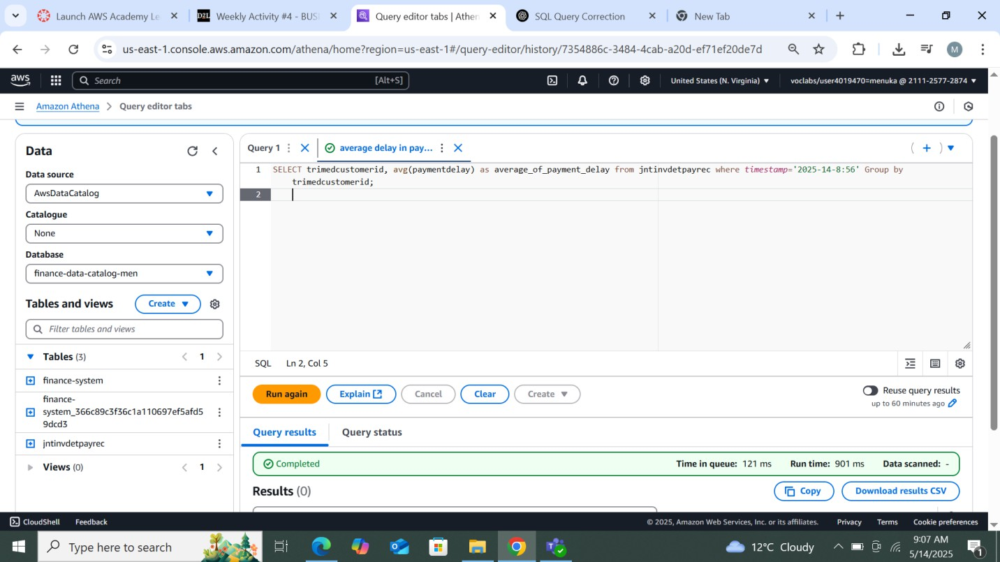 Launch AWS Academy Le
Weekly Activity #4 - BUSI
Query editor tabs | Athen
SQL Query Correction
New Tab
us-east-1.console.aws.amazon.com/athena/home?region=us-east-1#/query-editor/history/7354886c-3484-4cab-a20d-ef71ef20de7d
M
aws
Search
[Alt+S]
United States (N. Virginia)
voclabs/user4019470=menuka @ 2111-2577-2874
Amazon Athena
Query editor tabs
Data
Data source
AwsDataCatalog
Catalogue
None
Database
finance-data-catalog-men
Tables and views
Create
Filter tables and views
Tables (3)
1
finance-system
finance-
system_366c89c3f36c1a110697ef5afd5
9dcd3
jntinvdetpayrec
Views (0)
1
Query 1
average delay in pay...
1 SELECT trimedcustomerid, avg(paymentdelay) as average_of_payment_delay from jntinvdetpayrec where timestamp='2025-14-8:56' Group by
trimedcustomerid;
2
SQL
Ln 2, Col 5
Run again
Explain
Cancel
Clear
Create
Reuse query results
up to 60 minutes ago
Query results
Query status
Completed
Time in queue: 121 ms
Run time: 901 ms
Data scanned: -
Results (0)
Copy
Download results CSV
CloudShell
Feedback
© 2025, Amazon Web Services, Inc. or its affiliates.
Privacy
Terms
Cookie preferences
Type here to search
12°C Cloudy
9:07 AM
5/14/2025
1